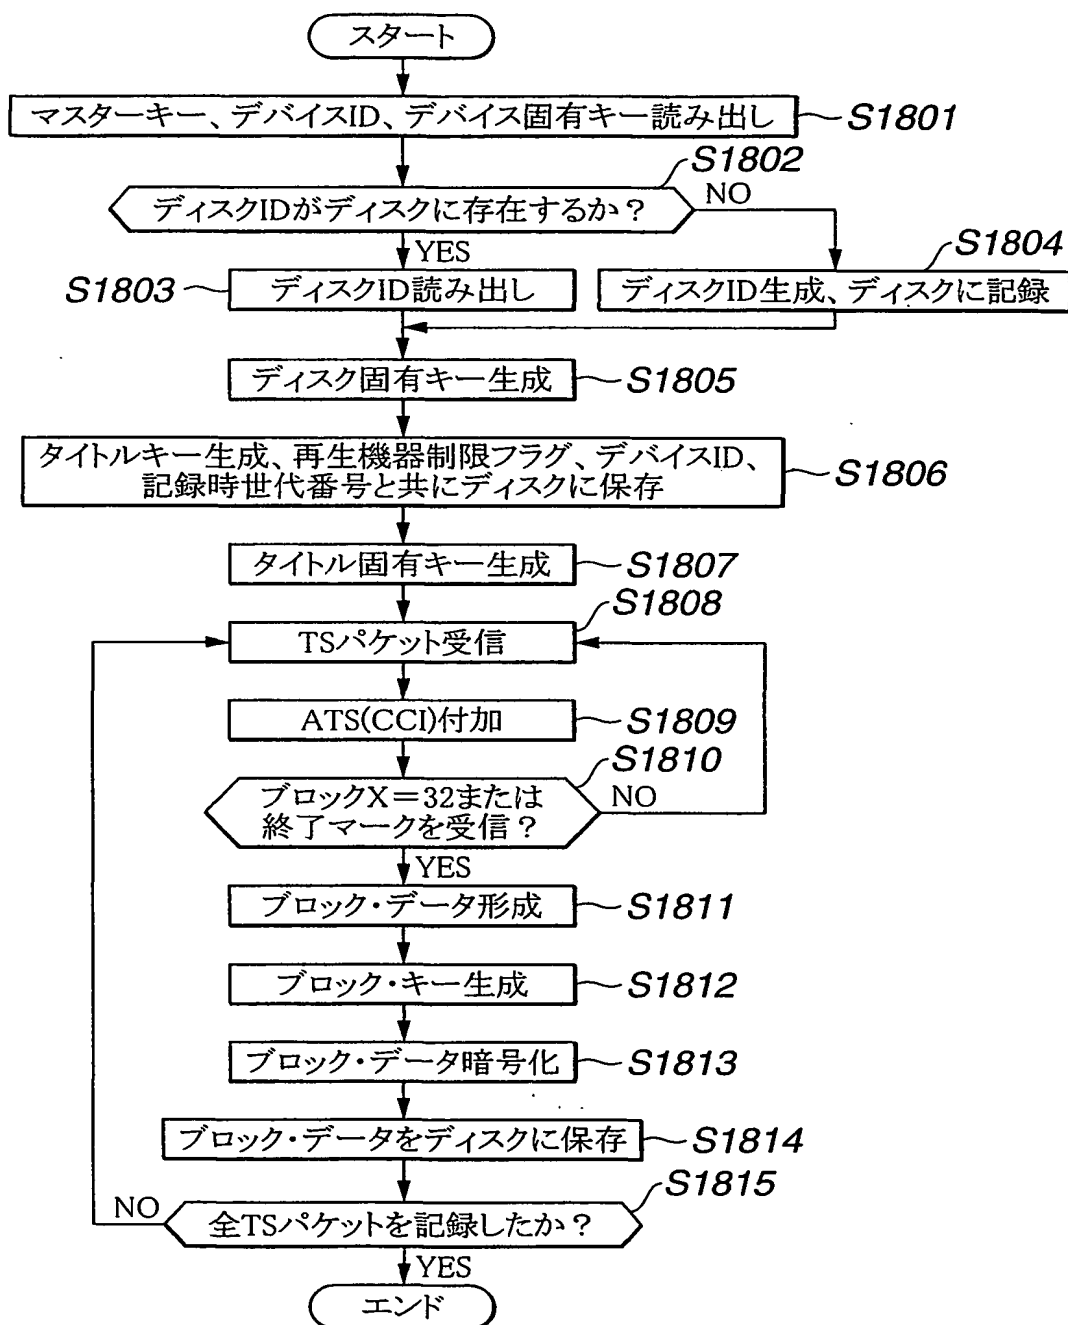 スタート
マスターキー、デバイスID、デバイス固有キー読み出し
S1801
S1802
ディスクIDがディスクに存在するか？
NO
YES
S1804
S1803
ディスクID読み出し
ディスクID生成、ディスクに記録
ディスク固有キー生成
S1805
タイトルキー生成、再生機器制限フラグ、デバイスID、
記録時世代番号と共にディスクに保存
S1806
タイトル固有キー生成
S1807
S1808
TSパケット受信
ATS(CCI)付加
S1809
S1810
ブロックX＝32または
終了マークを受信？
NO
YES
ブロック・データ形成
S1811
ブロック・キー生成
S1812
ブロック・データ暗号化
S1813
ブロック・データをディスクに保存
S1814
S1815
NO
全TSパケットを記録したか？
YES
エンド